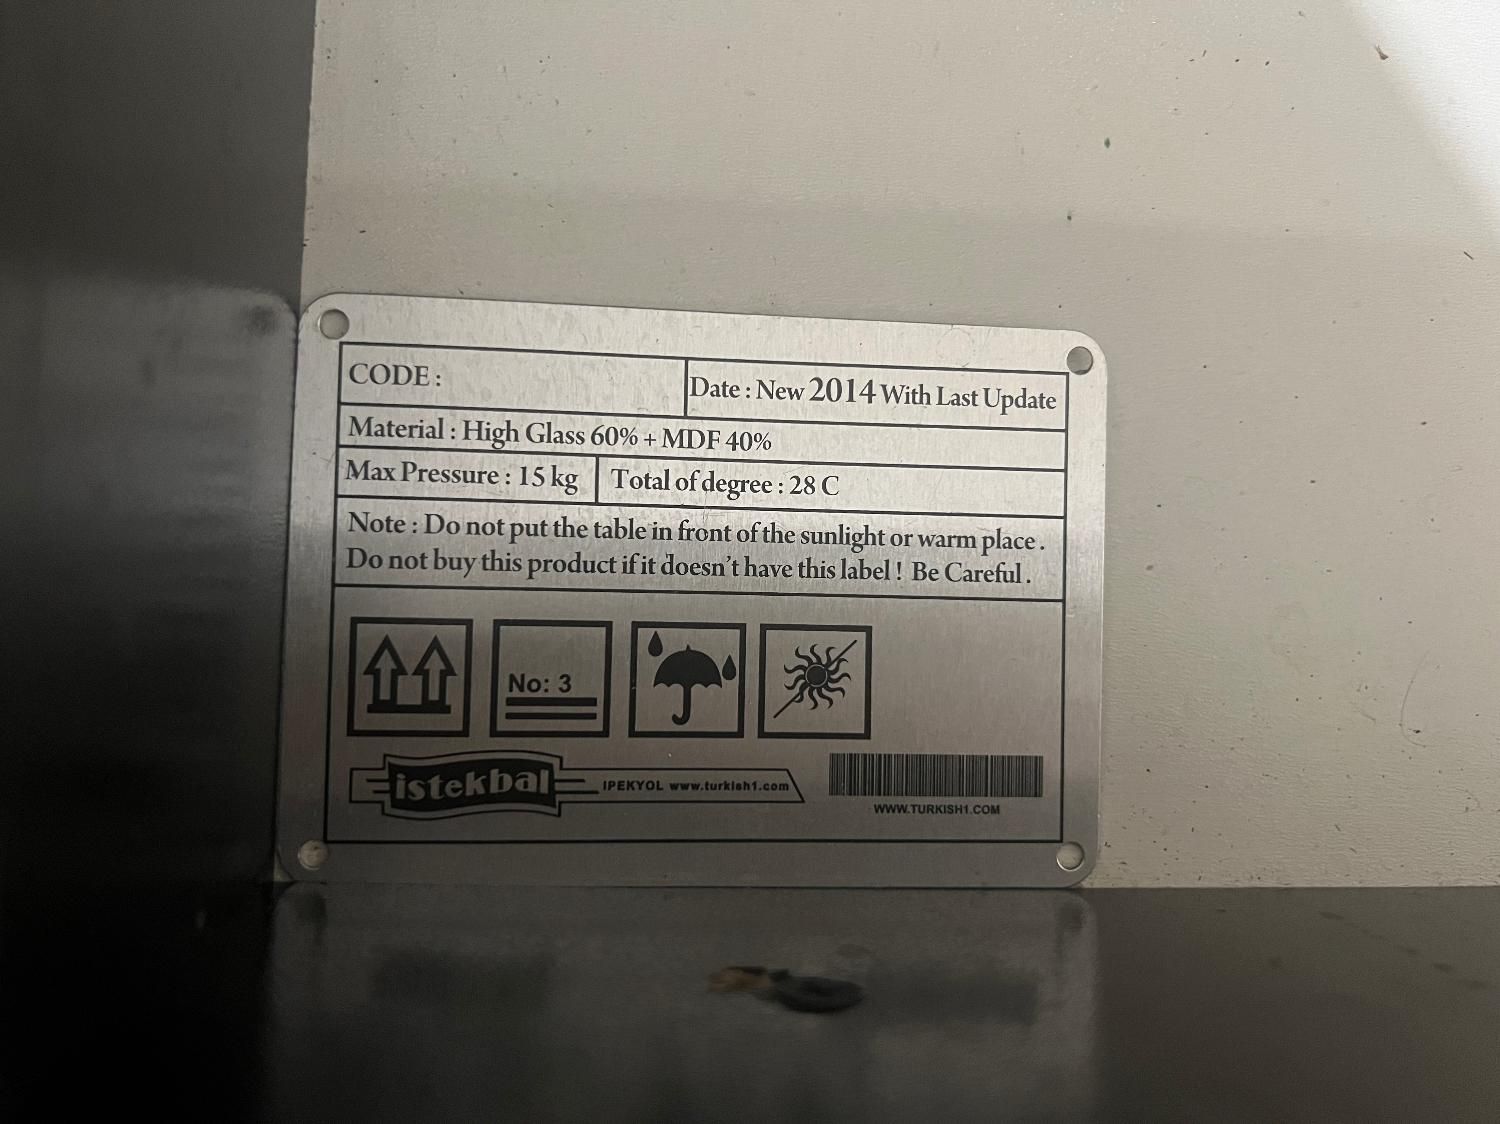 CODE :
Date : New 2014 With Last Update
Material : High Glass 60% + MDF 40%
Max Pressure : 15 kg
Total of degree : 28 C
Note : Do not put the table in front of the sunlight or warm place .
Do not buy this product if it doesn't have this label ! Be Careful .
No: 3
istekbal
IPEKYOL www.turkish1.com
WWW.TURKISH1.COM